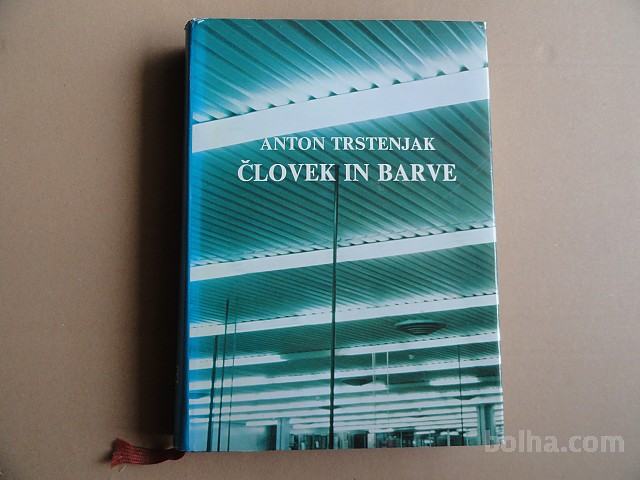 ANTON TRSTENJAK
ČLOVEK IN BARVE
bolha.com